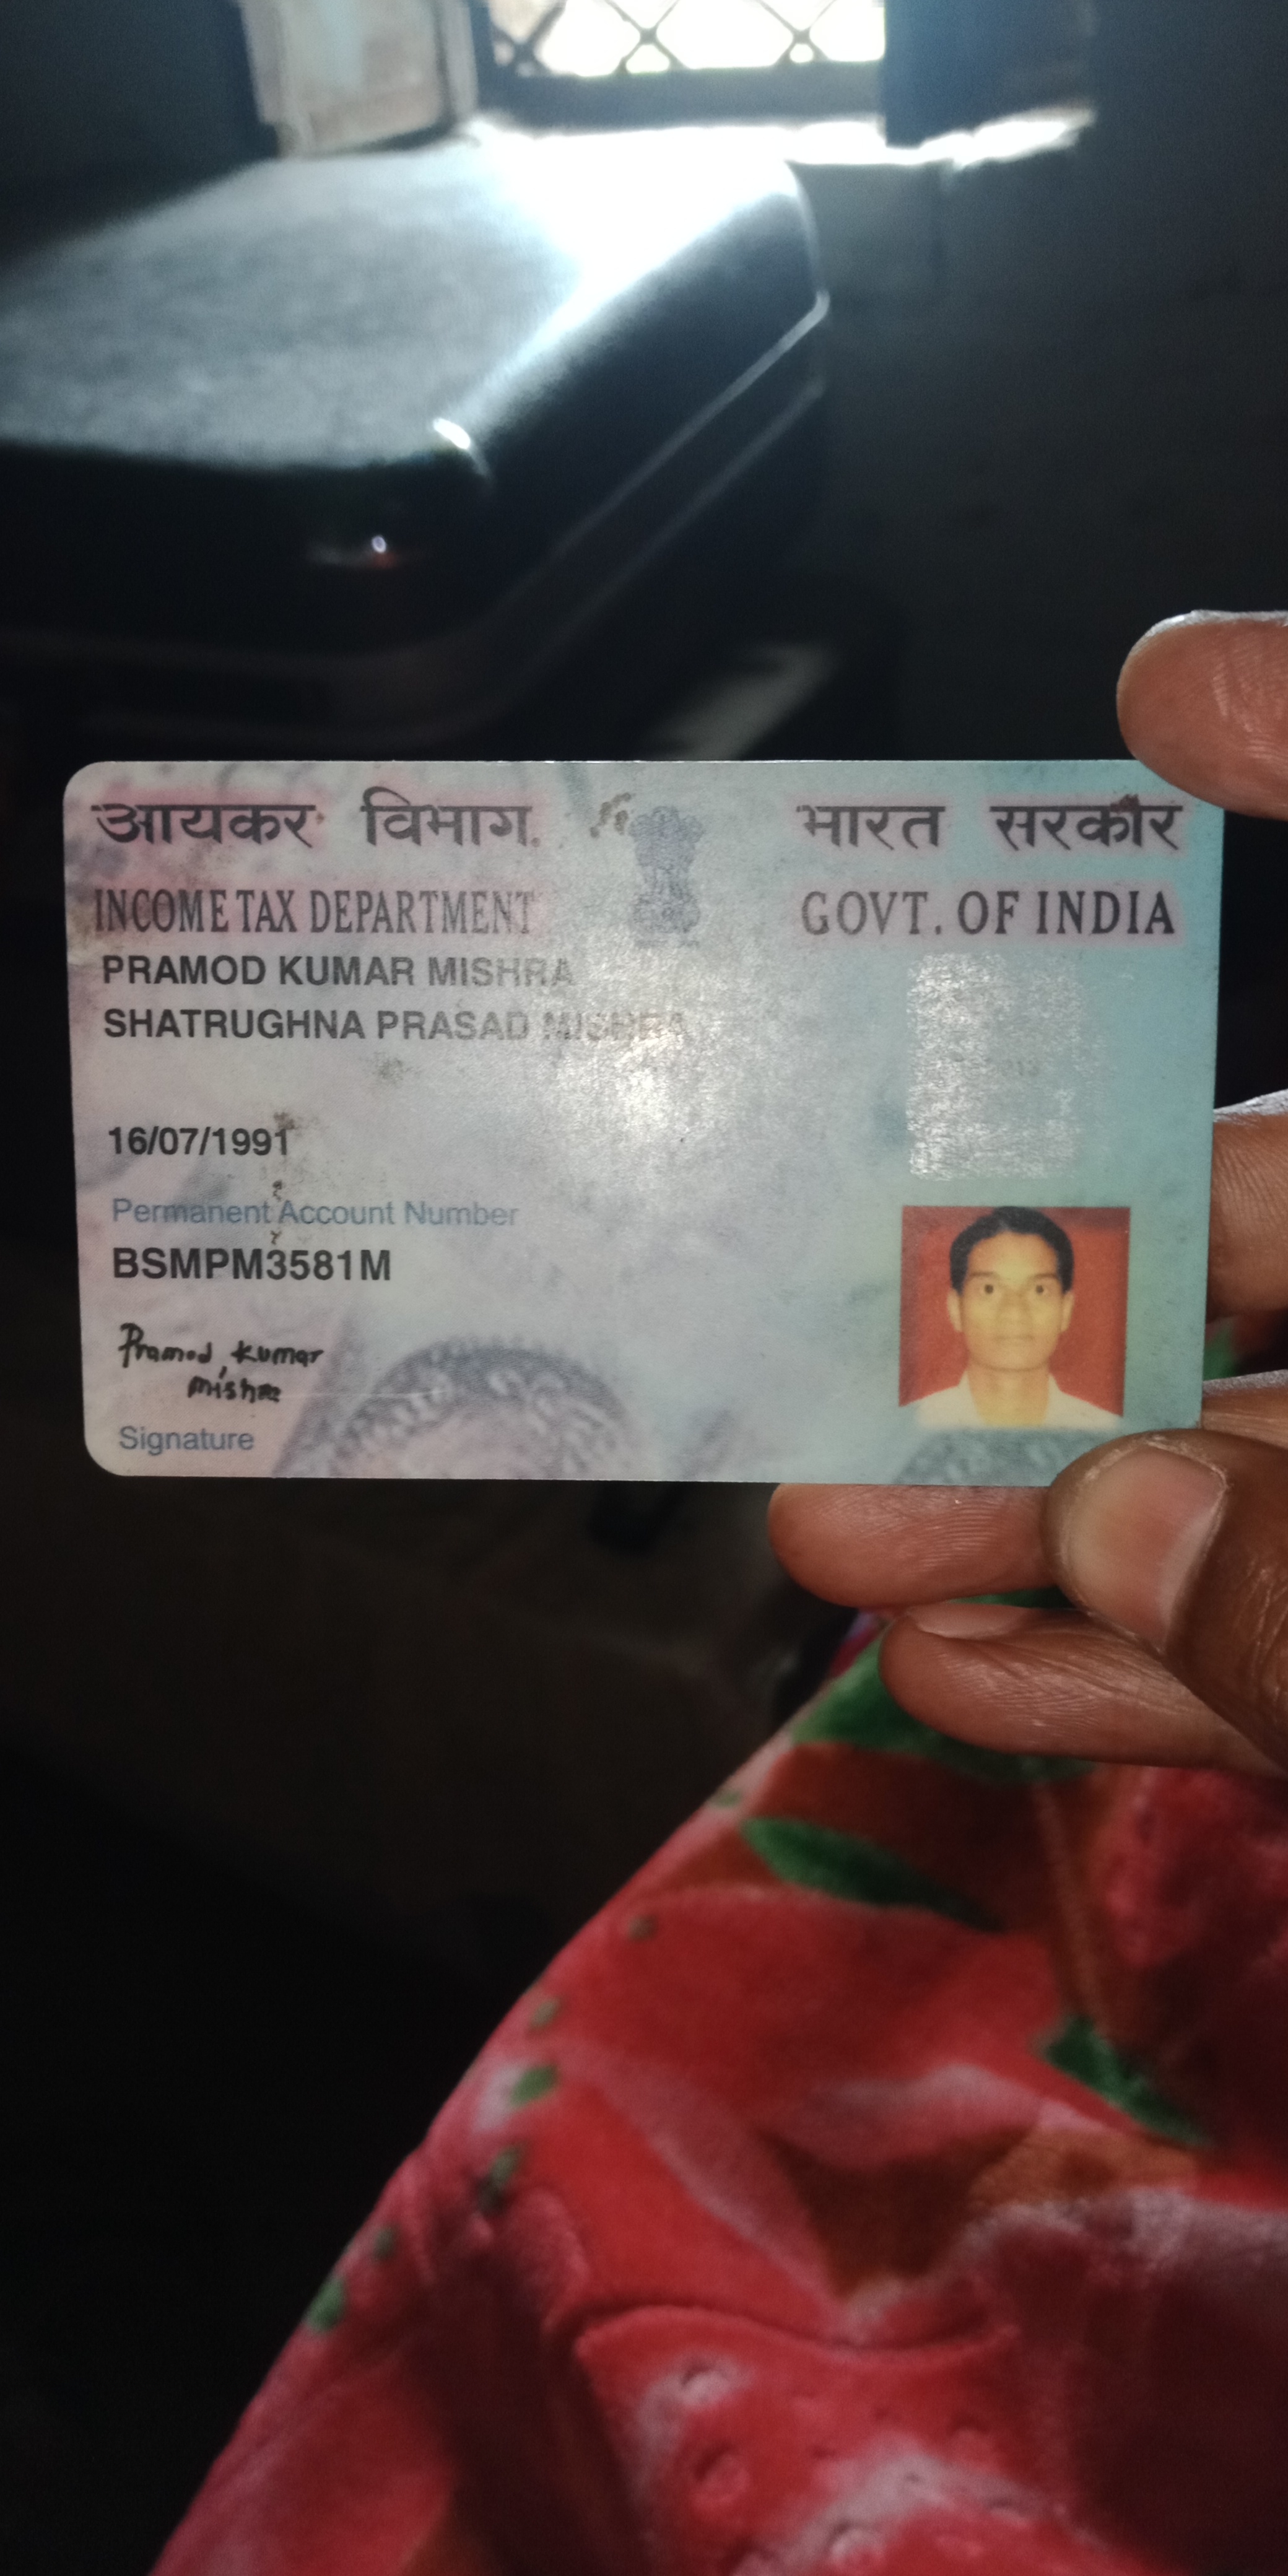 आयकर विभाग भारत सरकार
INCOME TAX DEPARTMENT GOVT. OF INDIA
PRAMOD KUMAR MISHRA
SHATRUGHNA PRASAD MISHRA
16/07/1991
Permanent Account Number
BSMPM3581M
Pramod Kumar
Mishra
Signature